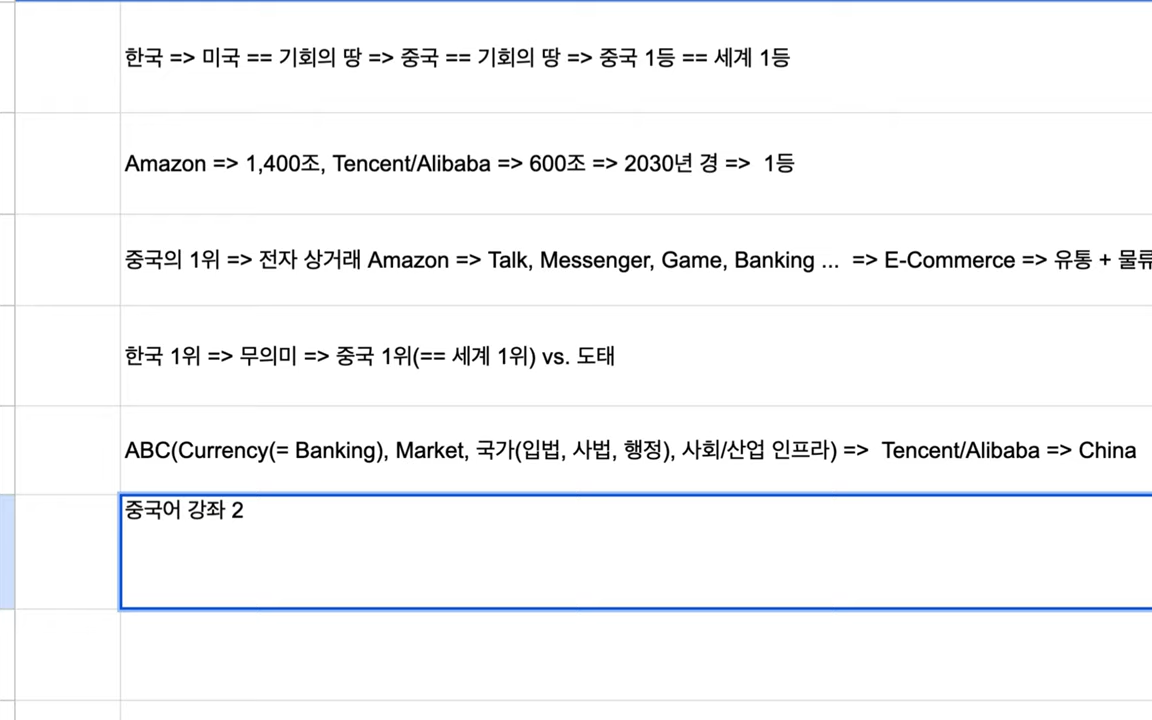 한국 => 미국 == 기회의 땅 => 중국 == 기회의 땅 => 중국 1등 == 세계 1등
Amazon => 1,400조, Tencent/Alibaba => 600조 => 2030년 경 => 1등
중국의 1위 => 전자 상거래 Amazon => Talk, Messenger, Game, Banking ... => E-Commerce => 유통 + 물류
한국 1위 => 무의미 => 중국 1위(== 세계 1위) vs. 도태
ABC(Currency(= Banking), Market, 국가(입법, 사법, 행정), 사회/산업 인프라) => Tencent/Alibaba => China
중국어 강좌 2